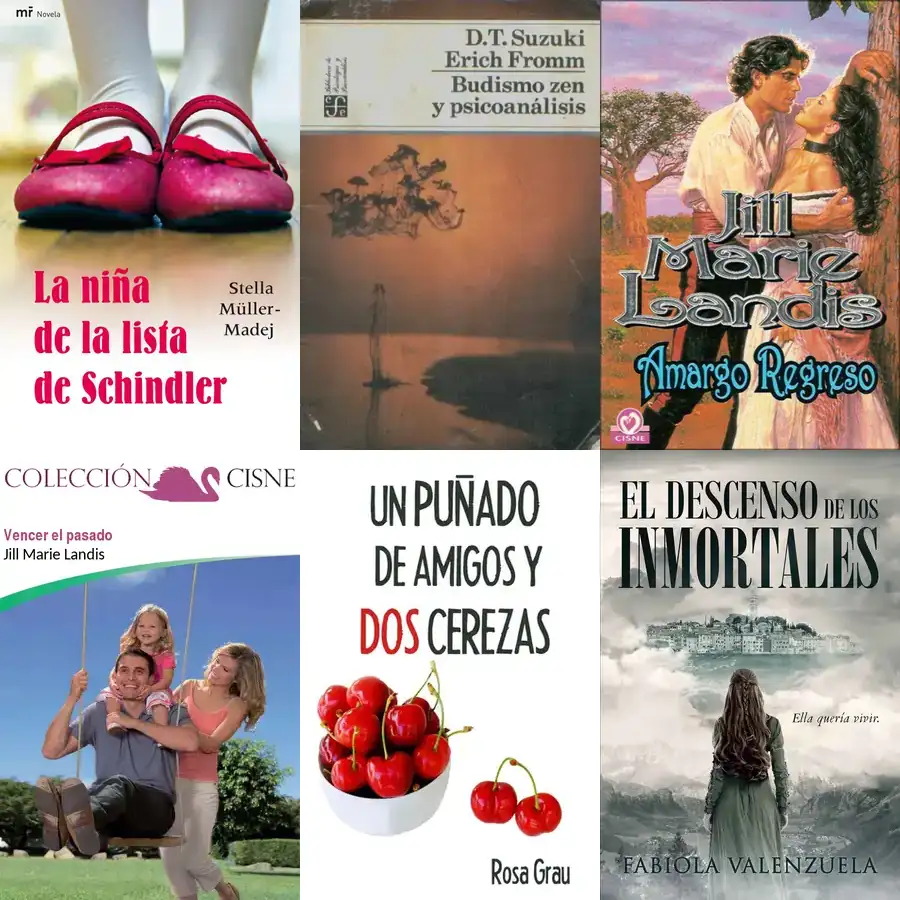 mr Novela
La niña
de la lista
de Schindler
Stella
Müller-
Madej
D.T. Suzuki
Erich Fromm
Budismo zen
y psicoanálisis
Jill
Marie
Landis
Amargo Regreso
CISNE
COLECCIÓN CISNE
Vencer el pasado
Jill Marie Landis
UN PUÑADO
DE AMIGOS Y
DOS CEREZAS
Rosa Grau
EL DESCENSO DE LOS
INMORTALES
Ella quería vivir.
FABIOLA VALENZUELA